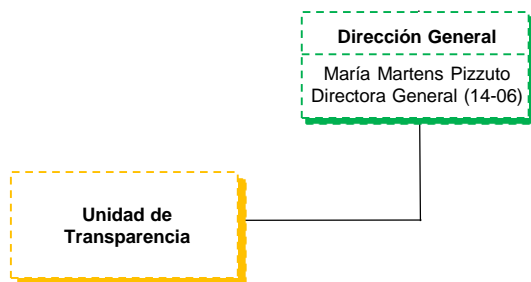 Dirección General
María Martens Pizzuto
Directora General (14-06)
Unidad de
Transparencia